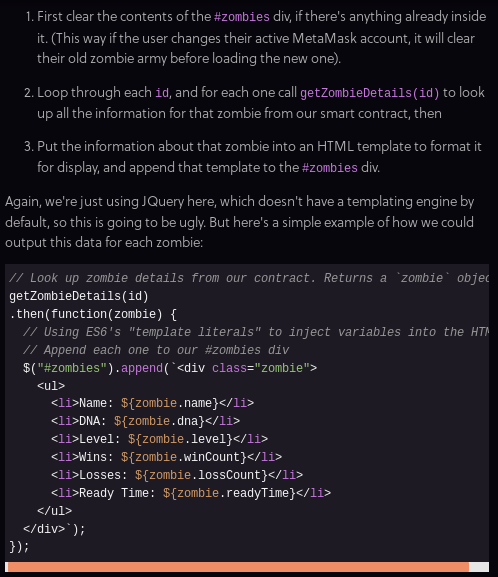 1. First clear the contents of the #zombies div, if there's anything already inside
it. (This way if the user changes their active MetaMask account, it will clear
their old zombie army before loading the new one).
2. Loop through each id, and for each one call getZombieDetails(id) to look
up all the information for that zombie from our smart contract, then
3. Put the information about that zombie into an HTML template to format it
for display, and append that template to the #zombies div.
Again, we're just using JQuery here, which doesn't have a templating engine by
default, so this is going to be ugly. But here's a simple example of how we could
output this data for each zombie:
// Look up zombie details from our contract. Returns a `zombie` objec
getZombieDetails(id)
.then(function(zombie) {
  // Using ES6's "template literals" to inject variables into the HTM
  // Append each one to our #zombies div
  $("#zombies").append(`<div class="zombie">
    <ul>
      <li>Name: ${zombie.name}</li>
      <li>DNA: ${zombie.dna}</li>
      <li>Level: ${zombie.level}</li>
      <li>Wins: ${zombie.winCount}</li>
      <li>Losses: ${zombie.lossCount}</li>
      <li>Ready Time: ${zombie.readyTime}</li>
    </ul>
  </div>`);
});